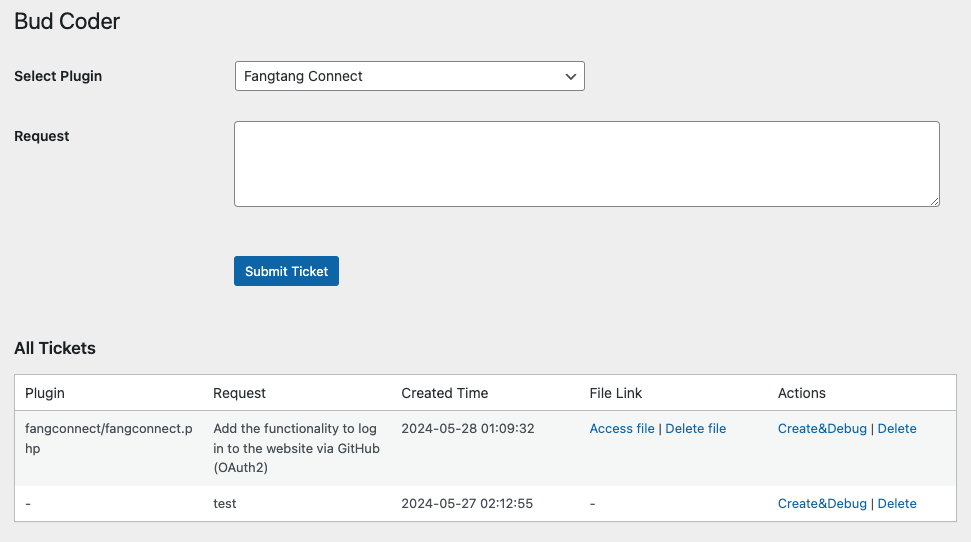 Bud Coder
Select Plugin
Fangtang Connect
Request
Submit Ticket
All Tickets
Plugin Request Created Time File Link Actions
fangconnect/fangconnect.p Add the functionality to log 2024-05-28 01:09:32 Access file | Delete file Create&Debug | Delete
hp in to the website via GitHub
(OAuth2)
- test 2024-05-27 02:12:55 - Create&Debug | Delete